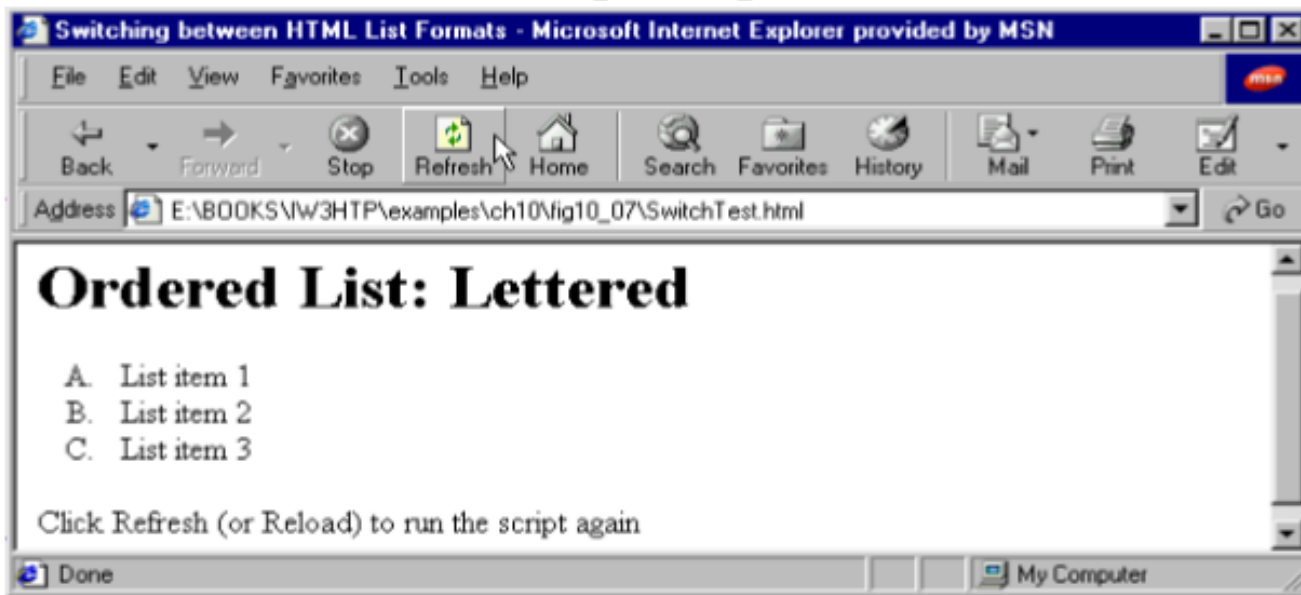 Switching between HTML List Formats - Microsoft Internet Explorer provided by MSN
File Edit View Favorites Tools Help
msn
Back Forward Stop Refresh Home Search Favorites History Mail Print Edit
Address E:\BOOKS\IW3HTP\examples\ch10\fig10_07\SwitchTest.html Go
Ordered List: Lettered
A. List item 1
B. List item 2
C. List item 3
Click Refresh (or Reload) to run the script again
Done My Computer